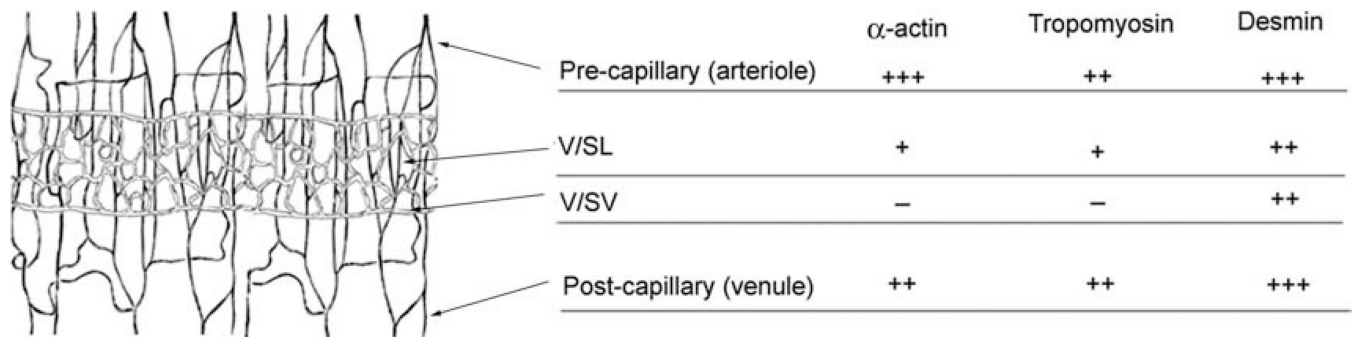 α-actin Tropomyosin Desmin
Pre-capillary (arteriole) +++ ++ +++
V/SL + + ++
V/SV – – ++
Post-capillary (venule) ++ ++ +++